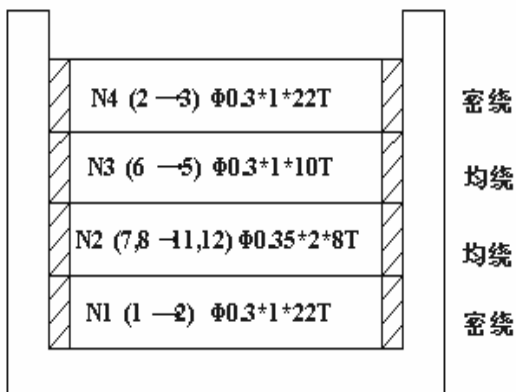 N4 (2 →3) Φ0.3*1*22T 密绕
N3 (6 →5) Φ0.3*1*10T 均绕
N2 (7,8 →11,12) Φ0.35*2*8T 均绕
N1 (1 →2) Φ0.3*1*22T 密绕